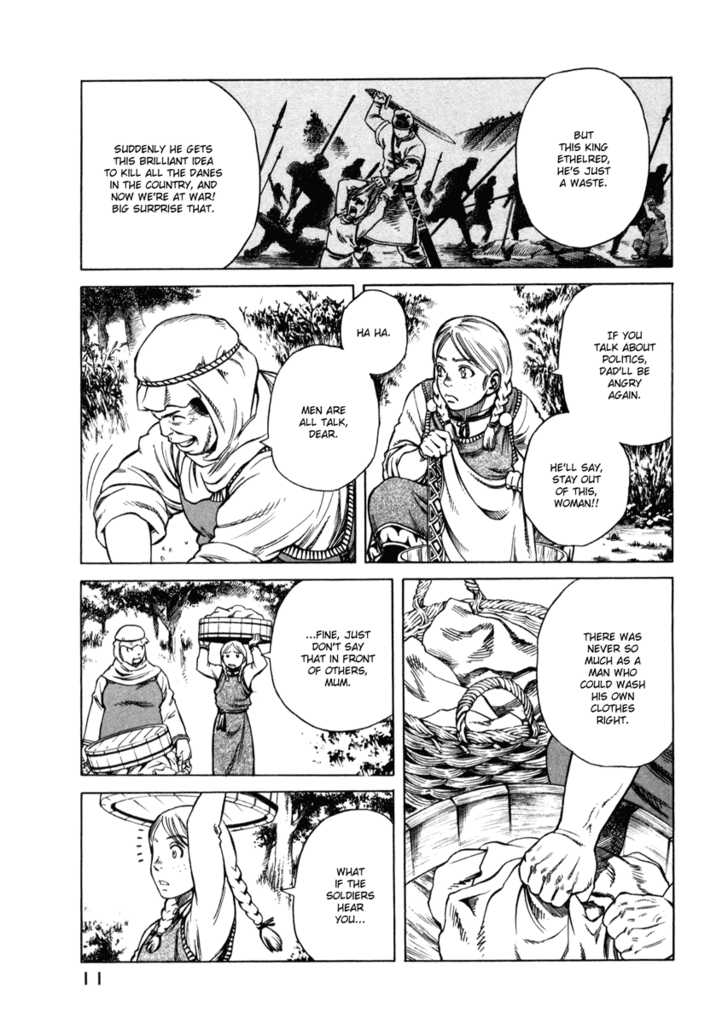 BUT
THIS KING
ETHELRED,
HE'S JUST
A WASTE.
SUDDENLY HE GETS
THIS BRILLIANT IDEA
TO KILL ALL THE DANES
IN THE COUNTRY, AND
NOW WE'RE AT WAR!
BIG SURPRISE THAT.
IF YOU
TALK ABOUT
POLITICS,
DAD'LL BE
ANGRY
AGAIN.
HE'LL SAY,
STAY OUT
OF THIS,
WOMAN!!
HA HA.
MEN ARE
ALL TALK,
DEAR.
THERE WAS
NEVER SO
MUCH AS A
MAN WHO
COULD WASH
HIS OWN
CLOTHES
RIGHT.
...FINE, JUST
DON'T SAY
THAT IN FRONT
OF OTHERS,
MUM.
WHAT
IF THE
SOLDIERS
HEAR
YOU...
11